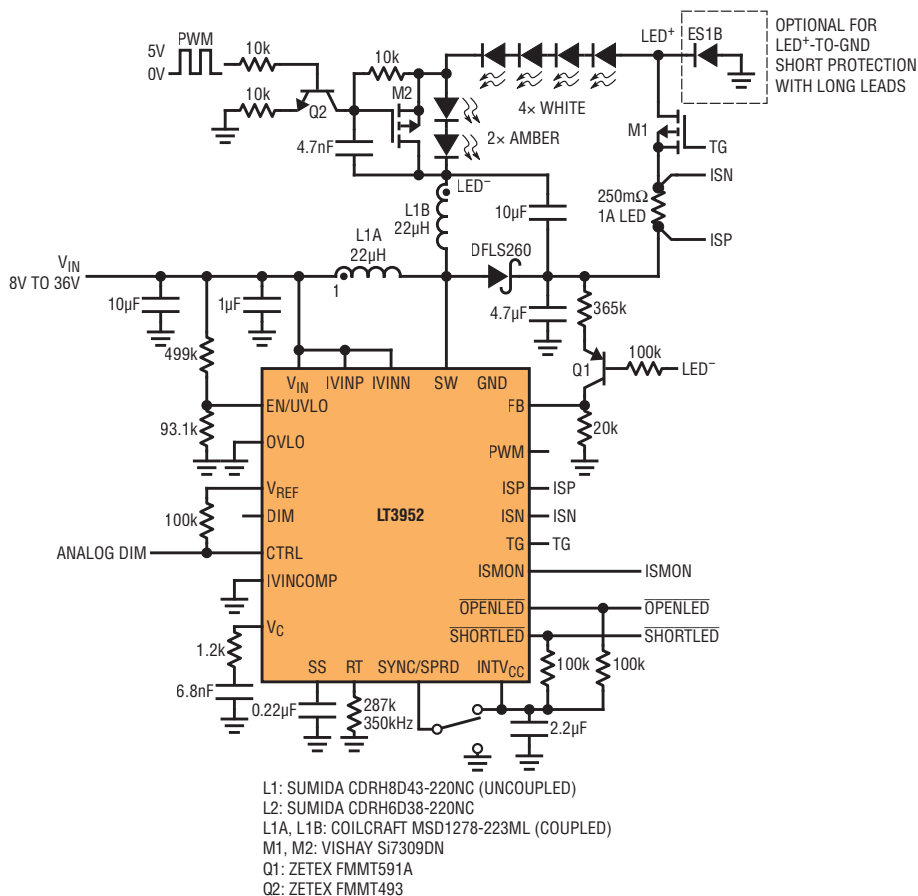 PWM
5V
0V
10k
10k
Q2
10k
M2
4.7nF
4× WHITE
2× AMBER
LED+
ES1B
OPTIONAL FOR
LED+-TO-GND
SHORT PROTECTION
WITH LONG LEADS
M1
TG
ISN
250mΩ
1A LED
ISP
LED–
L1B
22µH
10µF
L1A
22µH
1
DFLS260
VIN
8V TO 36V
10µF
1µF
4.7µF
365k
499k
Q1
100k
LED–
VIN
IVINP
IVINN
SW
GND
EN/UVLO
FB
93.1k
20k
OVLO
PWM
VREF
ISP
ISP
100k
DIM
LT3952
ISN
ISN
TG
TG
ANALOG DIM
CTRL
ISMON
ISMON
IVINCOMP
OPENLED
OPENLED
VC
SHORTLED
SHORTLED
1.2k
100k
100k
SS
RT
SYNC/SPRD
INTVCC
6.8nF
0.22µF
287k
350kHz
2.2µF
L1: SUMIDA CDRH8D43-220NC (UNCOUPLED)
L2: SUMIDA CDRH6D38-220NC
L1A, L1B: COILCRAFT MSD1278-223ML (COUPLED)
M1, M2: VISHAY Si7309DN
Q1: ZETEX FMMT591A
Q2: ZETEX FMMT493